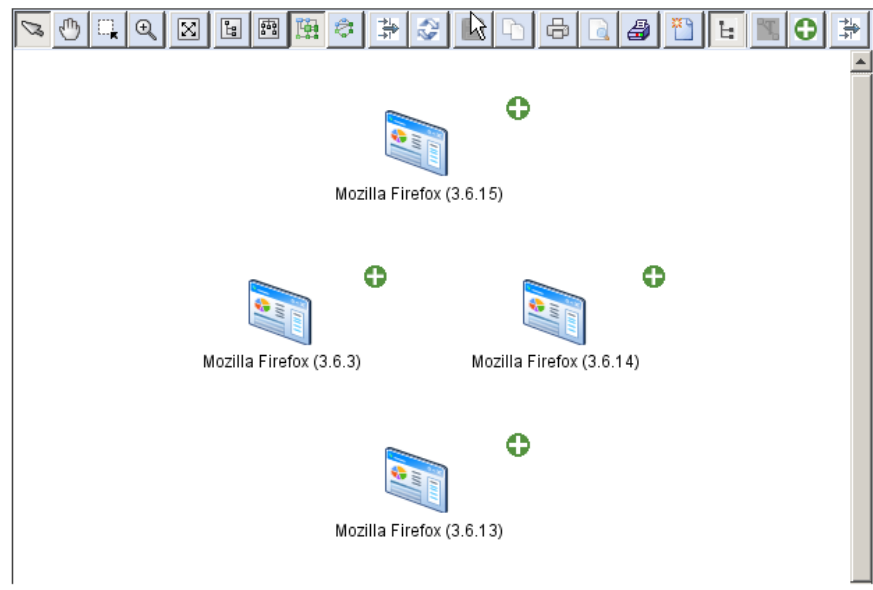 Mozilla Firefox (3.6.15)
Mozilla Firefox (3.6.3)
Mozilla Firefox (3.6.14)
Mozilla Firefox (3.6.13)